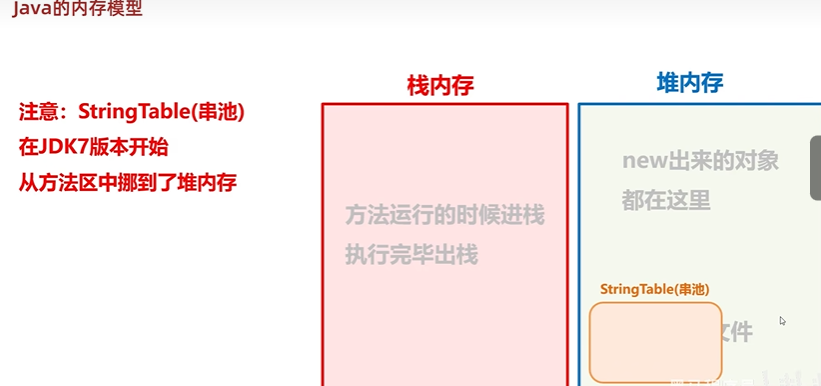 Java的内存模型
注意：StringTable(串池)
在JDK7版本开始
从方法区中挪到了堆内存
栈内存
方法运行的时候进栈
执行完毕出栈
堆内存
new出来的对象
都在这里
StringTable(串池)
文件